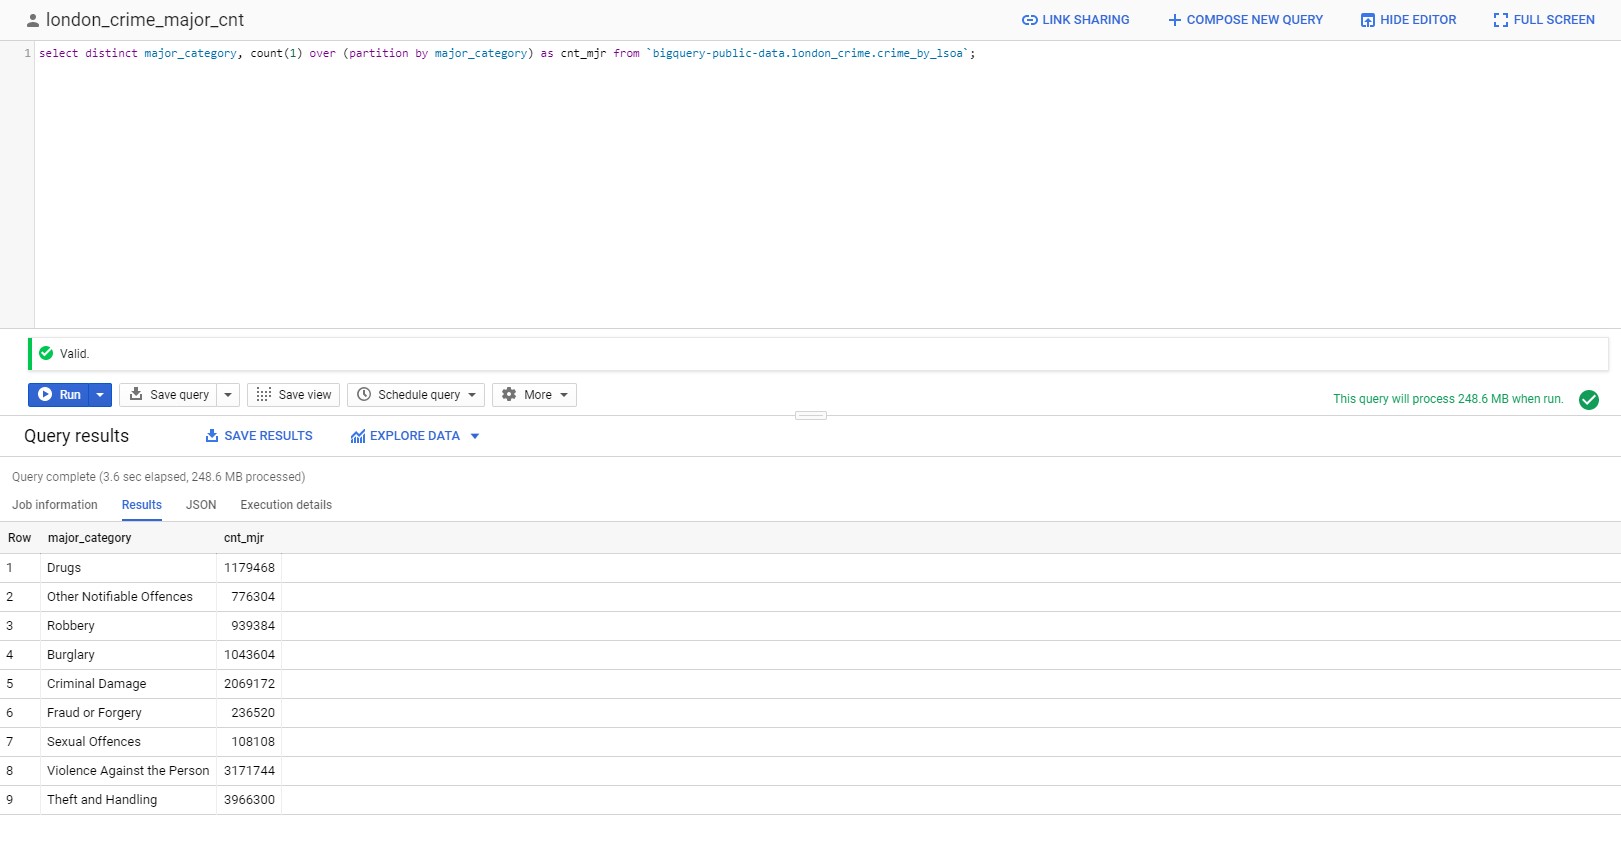 london_crime_major_cnt LINK SHARING COMPOSE NEW QUERY HIDE EDITOR FULL SCREEN
1 select distinct major_category, count(1) over (partition by major_category) as cnt_mjr from `bigquery-public-data.london_crime.crime_by_lsoa`;
Valid.
Run Save query Save view Schedule query More This query will process 248.6 MB when run.
Query results SAVE RESULTS EXPLORE DATA
Query complete (3.6 sec elapsed, 248.6 MB processed)
Job information Results JSON Execution details
Row major_category cnt_mjr
1 Drugs 1179468
2 Other Notifiable Offences 776304
3 Robbery 939384
4 Burglary 1043604
5 Criminal Damage 2069172
6 Fraud or Forgery 236520
7 Sexual Offences 108108
8 Violence Against the Person 3171744
9 Theft and Handling 3966300